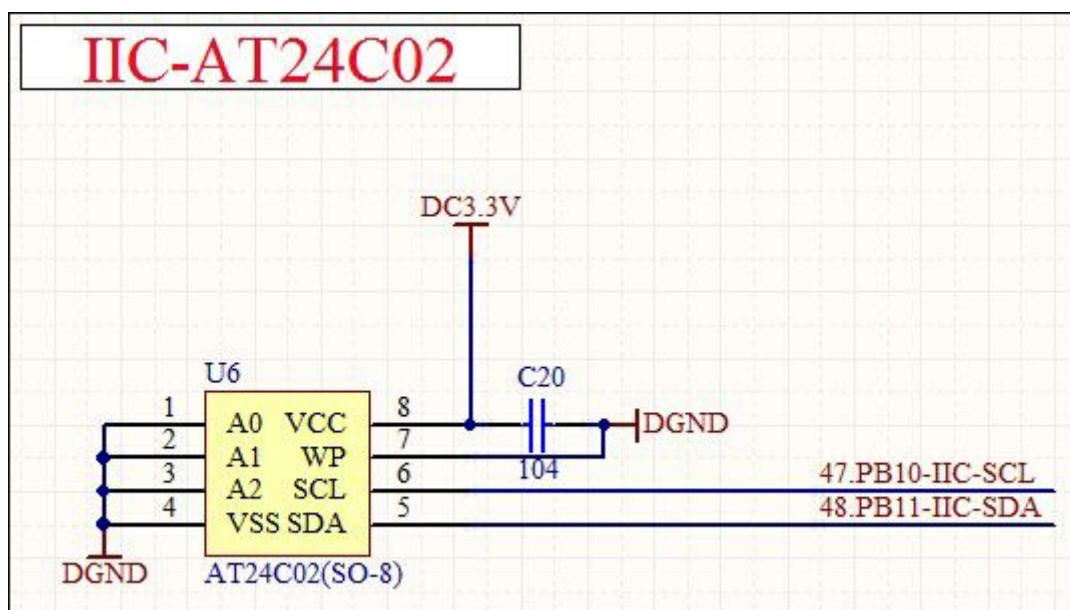 IIC-AT24C02
DC3.3V
U6
C20
1 A0 VCC 8
DGND
2 A1 WP 7
104
3 A2 SCL 6
47.PB10-IIC-SCL
4 VSS SDA 5
48.PB11-IIC-SDA
DGND
AT24C02(SO-8)